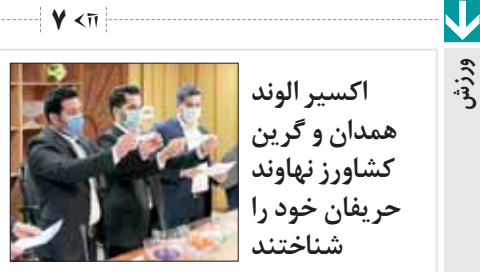 ۷
ورزش
اکسیر الوند
همدان و گرین
کشاورز نهاوند
حریفان خود را
شناختند